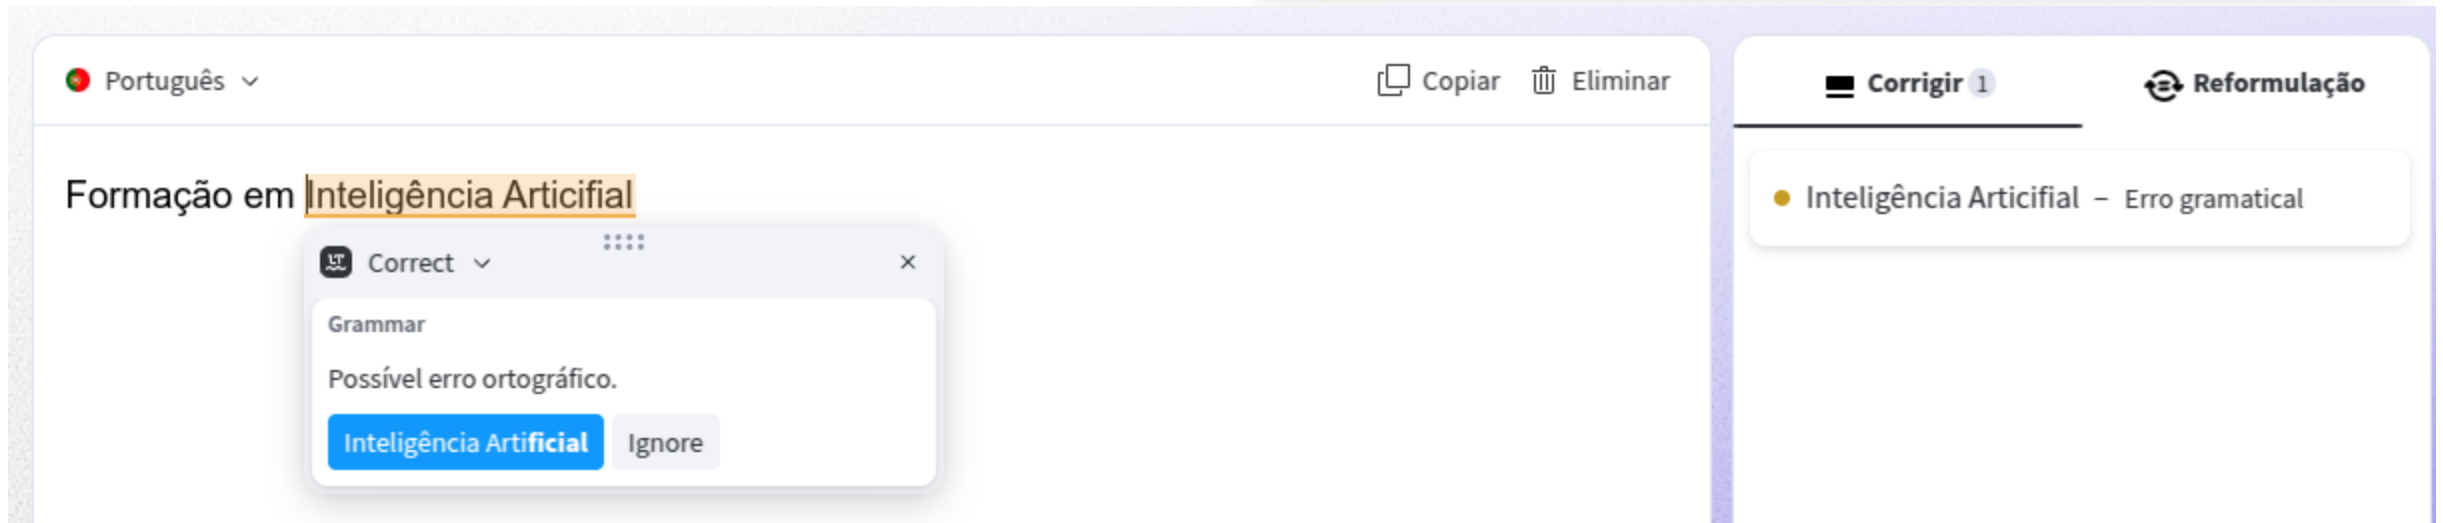 Português
Copiar
Eliminar
Corrigir 1
Reformulação
Formação em Inteligência Articifial
Inteligência Articifial – Erro gramatical
LT
Correct
Grammar
Possível erro ortográfico.
Inteligência Artificial
Ignore